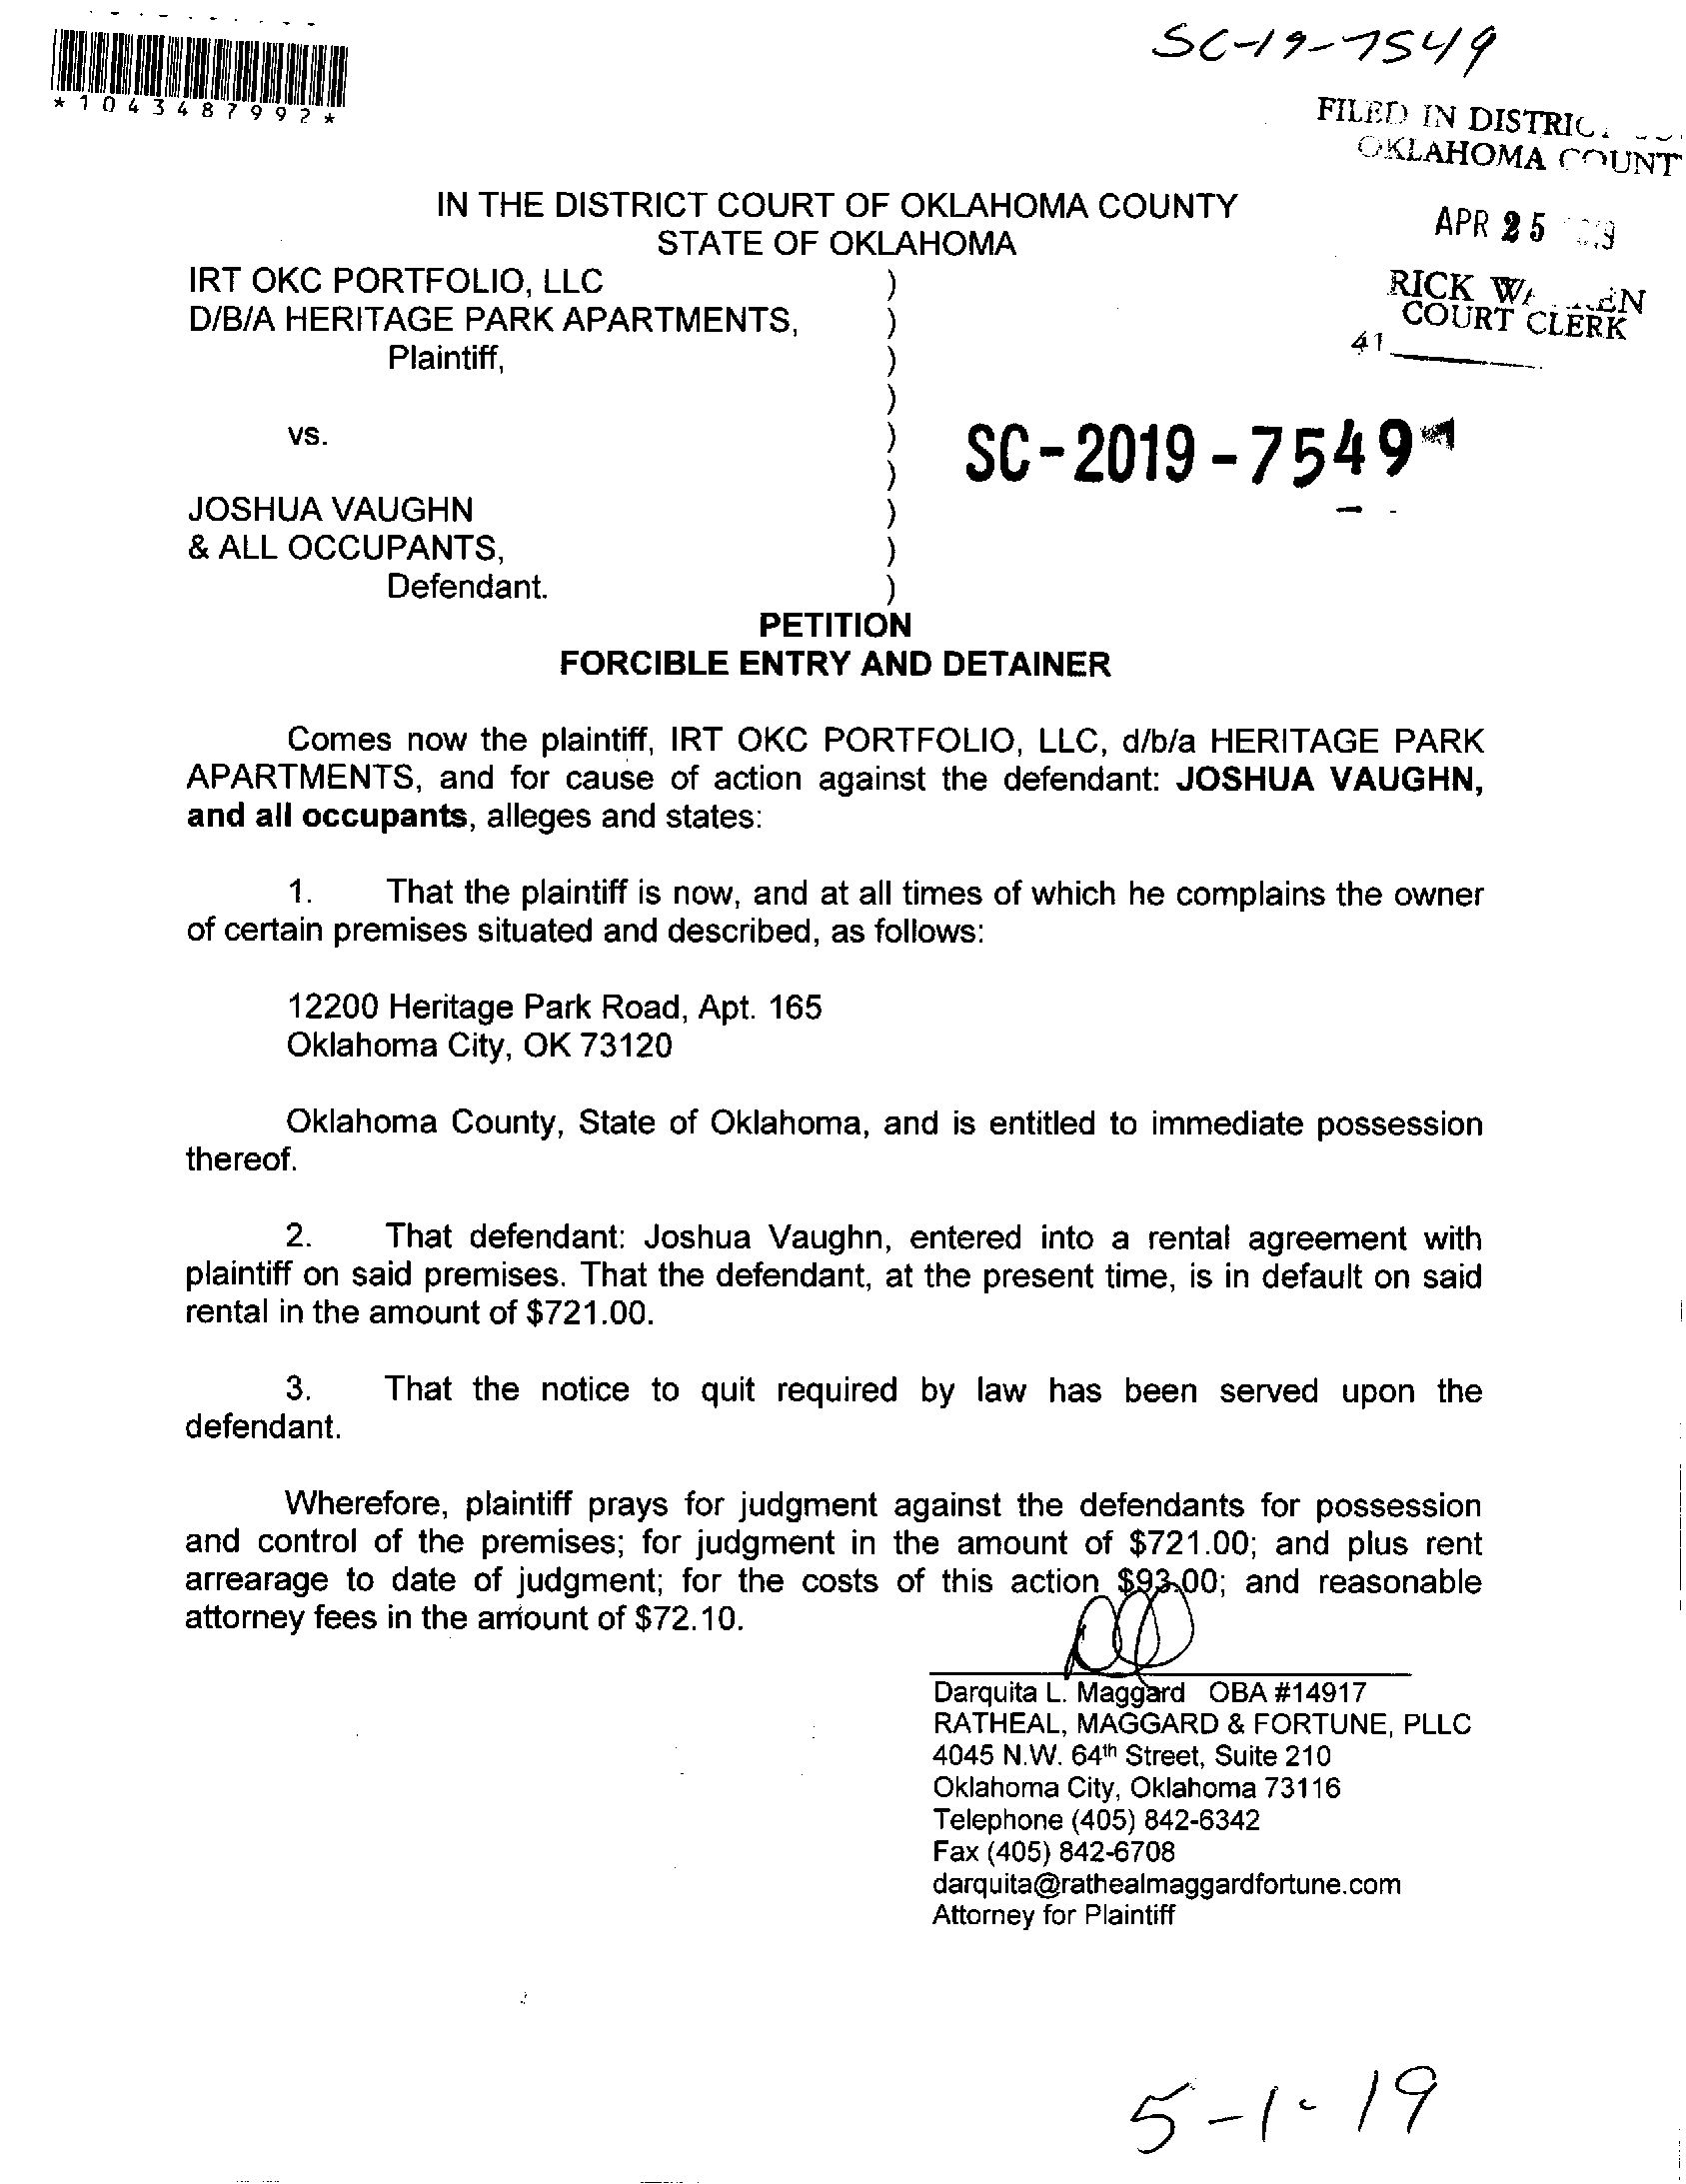 SC-19-7549
*1043487992*
FILED IN
OKLAHOMA
IN THE DISTRICT COURT OF OKLAHOMA COUNTY
STATE OF OKLAHOMA
APR 25
IRT OKC PORTFOLIO, LLC )
D/B/A HERITAGE PARK APARTMENTS, )
Plaintiff, )
)
vs. )
)
JOSHUA VAUGHN )
& ALL OCCUPANTS, )
Defendant. )
RICK
COURT CLERK
41
SC-2019-7549
PETITION
FORCIBLE ENTRY AND DETAINER
Comes now the plaintiff, IRT OKC PORTFOLIO, LLC, d/b/a HERITAGE PARK
APARTMENTS, and for cause of action against the defendant: JOSHUA VAUGHN,
and all occupants, alleges and states:
1. That the plaintiff is now, and at all times of which he complains the owner
of certain premises situated and described, as follows:
12200 Heritage Park Road, Apt. 165
Oklahoma City, OK 73120
Oklahoma County, State of Oklahoma, and is entitled to immediate possession
thereof.
2. That defendant: Joshua Vaughn, entered into a rental agreement with
plaintiff on said premises. That the defendant, at the present time, is in default on said
rental in the amount of $721.00.
3. That the notice to quit required by law has been served upon the
defendant.
Wherefore, plaintiff prays for judgment against the defendants for possession
and control of the premises; for judgment in the amount of $721.00; and plus rent
arrearage to date of judgment; for the costs of this action $93.00; and reasonable
attorney fees in the amount of $72.10.
Darquita L. Maggard OBA #14917
RATHEAL, MAGGARD & FORTUNE, PLLC
4045 N.W. 64th Street, Suite 210
Oklahoma City, Oklahoma 73116
Telephone (405) 842-6342
Fax (405) 842-6708
darquita@rathealmaggardfortune.com
Attorney for Plaintiff
5-1-19